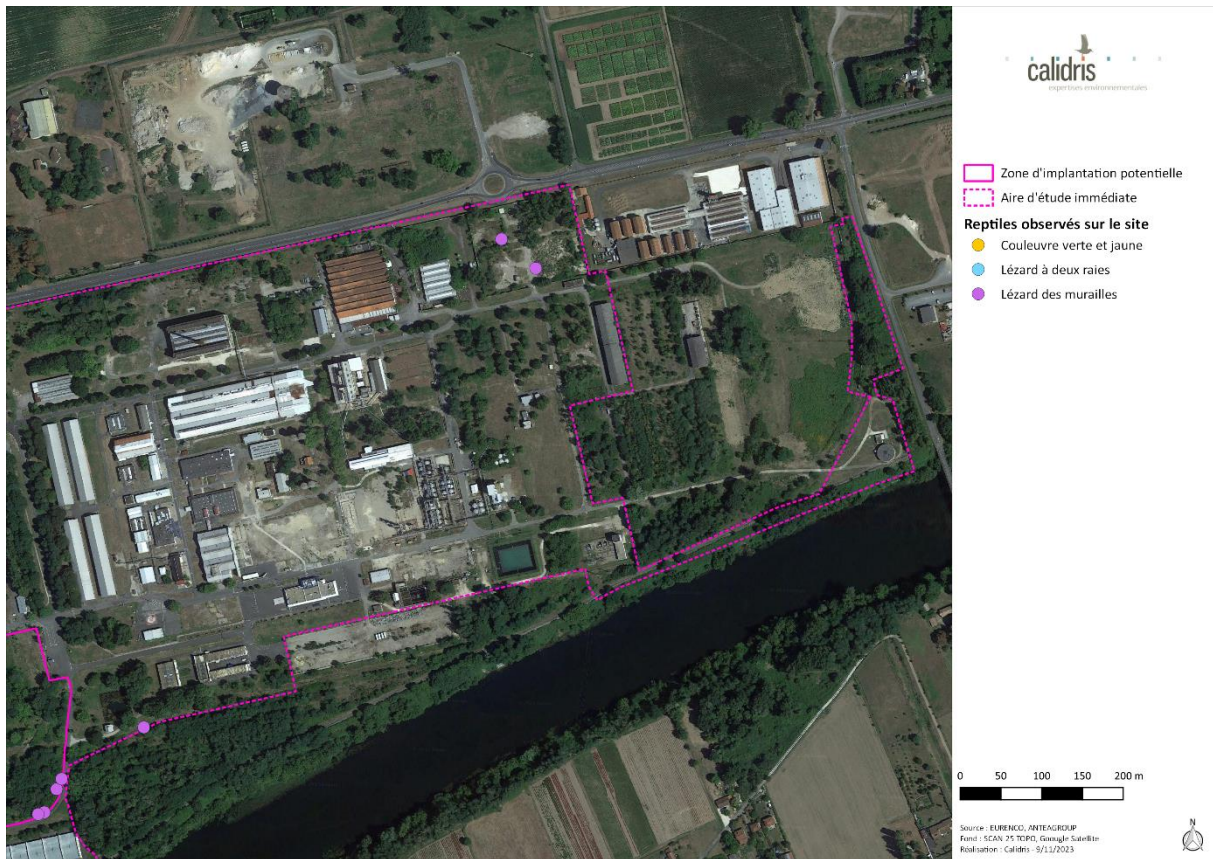 calidris
expertises environnementales
Zone d'implantation potentielle
Aire d'étude immédiate
Reptiles observés sur le site
Couleuvre verte et jaune
Lézard à deux raies
Lézard des murailles
0 50 100 150 200 m
Source : EURENCO, ANTEAGROUP
Fond : SCAN 25 TOPO, Gooogle Satellite
Réalisation : Calidris - 9/11/2023
N